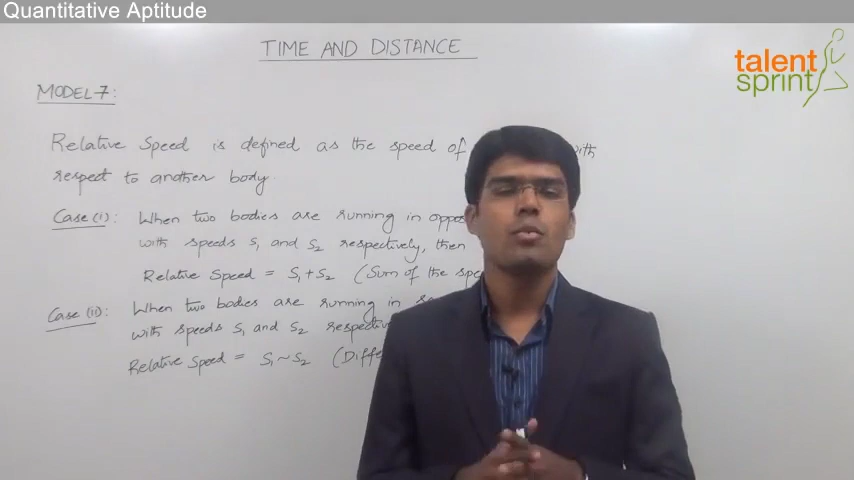 Quantitative Aptitude
TIME AND DISTANCE
talent
sprint
MODEL 7:
Relative Speed is defined as the speed of
respect to another body.
Case (i): When two bodies are running in
with speeds S₁ and S₂ respectively, then
Relative Speed = S₁+S₂ (Sum of the
Case (ii): When two bodies are running in
with speeds S₁ and S₂
Relative Speed = S₁~S₂